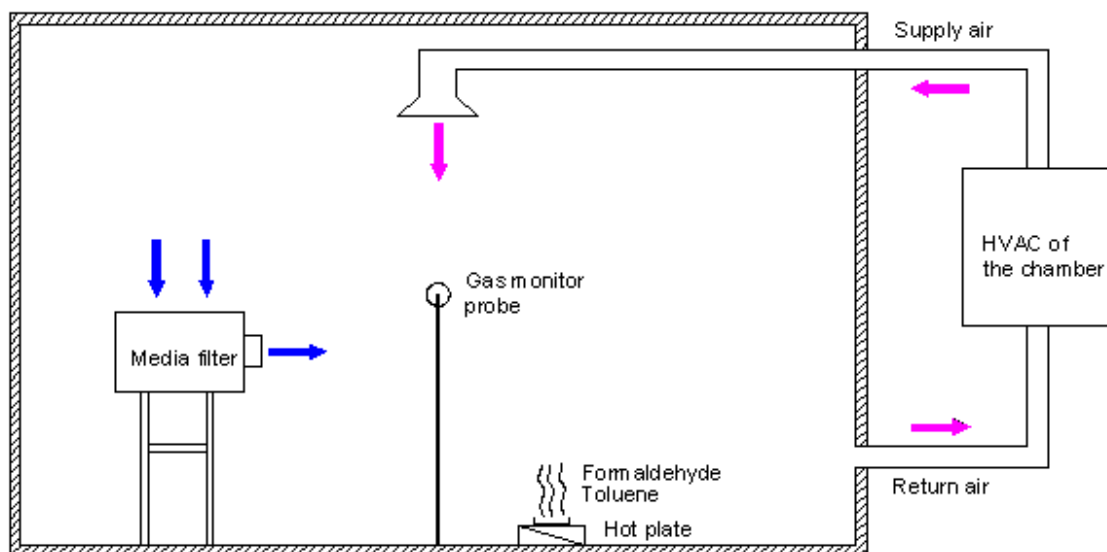 Supply air
HVAC of
the chamber
Gas monitor
probe
Media filter
Formaldehyde
Toluene
Hot plate
Return air